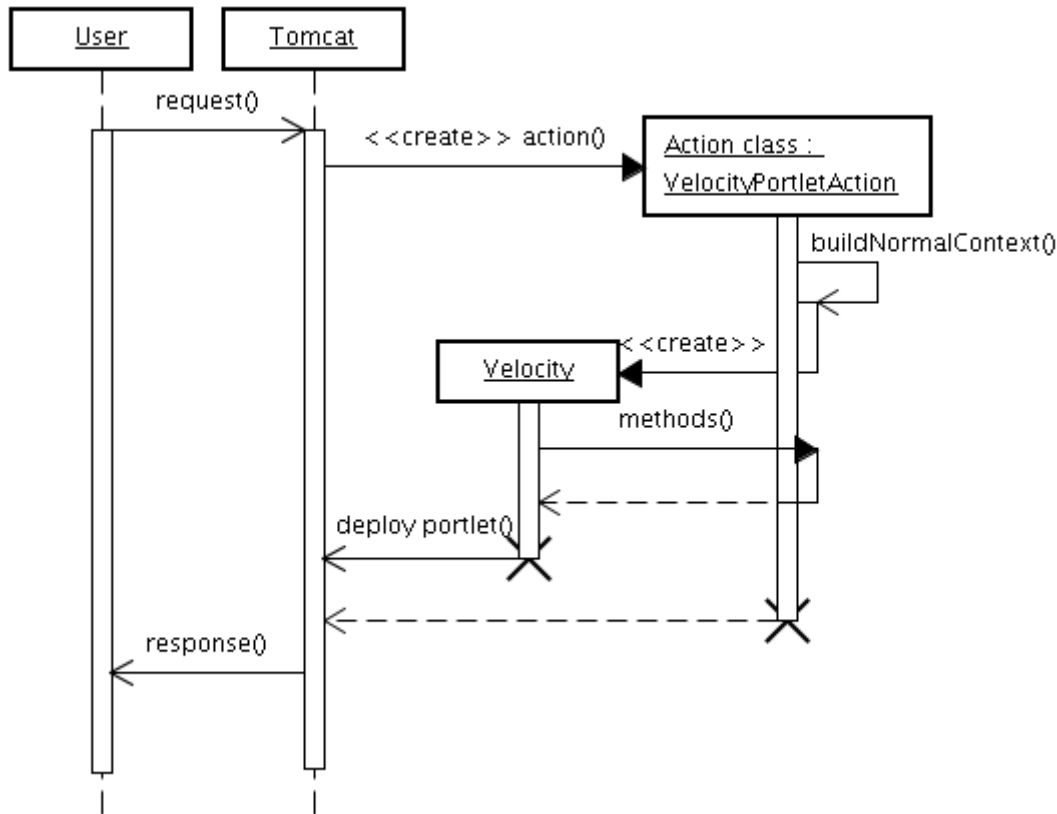 User
Tomcat
request()
<<create>> action()
Action class :
VelocityPortletAction
buildNormalContext()
<<create>>
Velocity
methods()
deploy portlet()
response()